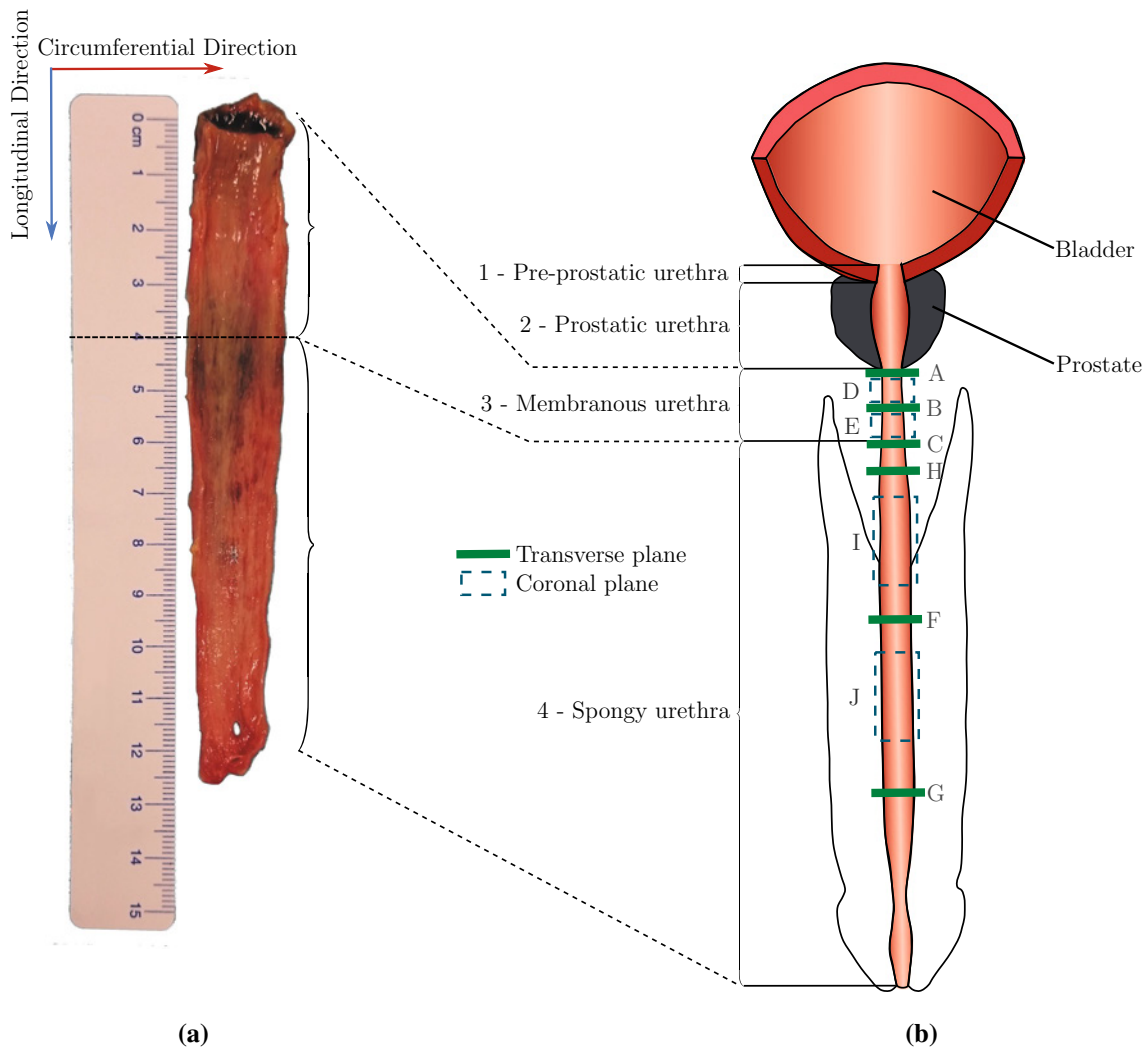 Circumferential Direction
Longitudinal Direction
0 cm
1
2
3
4
5
6
7
8
9
10
11
12
13
14
15
1 - Pre-prostatic urethra
2 - Prostatic urethra
3 - Membranous urethra
4 - Spongy urethra
Transverse plane
Coronal plane
Bladder
Prostate
A
D
B
E
C
H
I
F
J
G
(a)
(b)